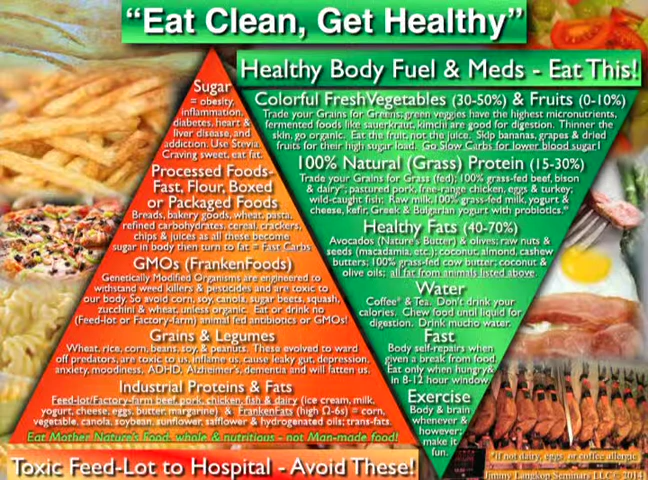 “Eat Clean, Get Healthy”
Healthy Body Fuel & Meds - Eat This!
Sugar
= obesity,
inflammation,
diabetes, heart &
liver disease, and
addiction. Use Stevia.
Craving sweet, eat fat.
Processed Foods-
Fast, Flour, Boxed
or Packaged Foods
Breads, bakery goods, wheat, pasta,
refined carbohydrates, cereal, crackers,
chips & juices as all these become
sugar in body then turn to fat = Fast Carbs
GMOs (FrankenFoods)
Genetically Modified Organisms are engineered to
withstand weed killers & pesticides and are toxic to
our body. So avoid corn, soy, canola, sugar beets, squash,
zucchini & wheat, unless organic. Eat or drink no
(Feed-lot or Factory-farm) animal fed antibiotics or GMOs!
Grains & Legumes
Wheat, rice, corn, beans, soy, & peanuts. These evolved to ward
off predators, are toxic to us, inflame us, cause leaky gut, depression,
anxiety, moodiness, ADHD, Alzheimer's, dementia and will fatten us.
Industrial Proteins & Fats
Feed-lot/Factory-farm beef, pork, chicken, fish & dairy (ice cream, milk,
yogurt, cheese, eggs, butter, margarine) & FrankenFats (high Ω-6s) = corn,
vegetable, canola, soybean, sunflower, safflower & hydrogenated oils; trans-fats.
Eat Mother Nature's Food; whole & nutritious - not Man-made food!
Toxic Feed-Lot to Hospital - Avoid These!
Colorful Fresh Vegetables (30-50%) & Fruits (0-10%)
Trade your Grains for Greens; green veggies have the highest micronutrients,
fermented foods like sauerkraut, kimchi are good for digestion. Thinner the
skin, go organic. Eat the fruit, not the juice. Skip bananas, grapes & dried
fruits for their high sugar load. Go Slow Carbs for lower blood sugar!
100% Natural (Grass) Protein (15-30%)
Trade your Grains for Grass (fed); 100% grass-fed beef, bison
& dairy*; pastured pork, free-range chicken, eggs & turkey;
wild-caught fish; Raw milk, 100% grass-fed milk, yogurt &
cheese, kefir, Greek & Bulgarian yogurt with probiotics.*
Healthy Fats (40-70%)
Avocados (Nature's Butter) & olives; raw nuts &
seeds (macadamia, etc.); coconut, almond, cashew
butters; 100% grass-fed cow butter; coconut &
olive oils; all fat from animals listed above.
Water
Coffee* & Tea. Don't drink your
calories. Chew food until liquid for
digestion. Drink mucho water.
Fast
Body self-repairs when
given a break from food.
Eat only when hungry &
in 8-12 hour window.
Exercise
Body & brain
whenever &
however;
make it
fun.
*if not dairy, eggs, or coffee allergic
Jimmy Langkop Seminars LLC© 2014